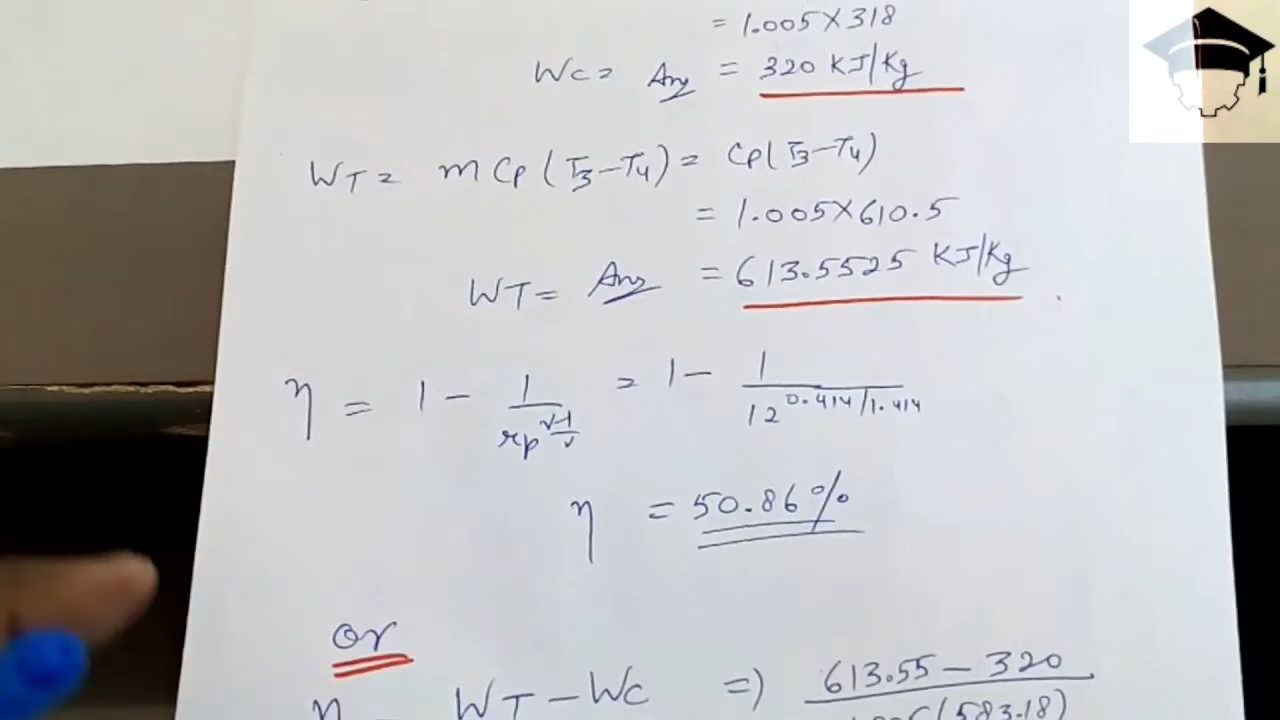 = 1.005×318
Wc= Ans = 320 KJ/Kg
WT= m Cp (T3-T4) = Cp(T3-T4)
= 1.005×610.5
WT= Ans = 613.5525 KJ/Kg
η = 1 - 1/rp^(γ-1/γ) = 1 - 1/12^0.414/1.414
η = 50.86%
or
η WT-Wc => 613.55-320
(583.18)